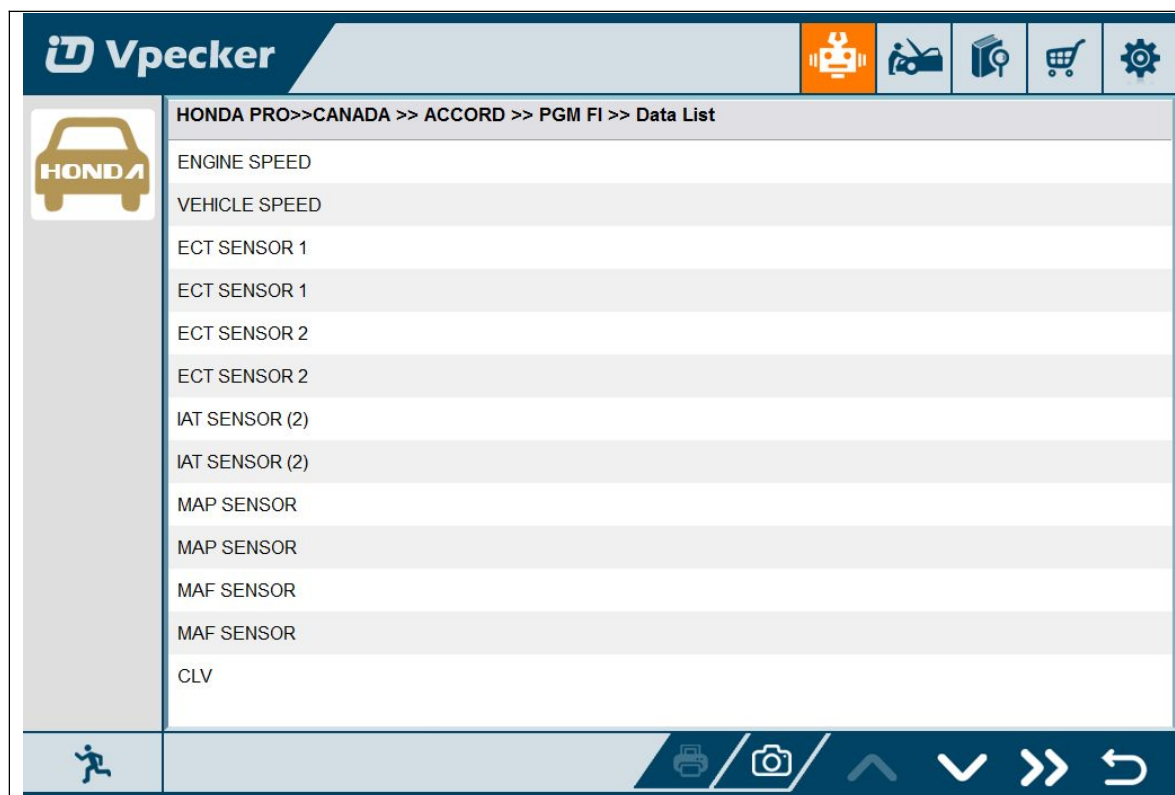 Vpecker
HONDA PRO>>CANADA >> ACCORD >> PGM FI >> Data List
HONDA
ENGINE SPEED
VEHICLE SPEED
ECT SENSOR 1
ECT SENSOR 1
ECT SENSOR 2
ECT SENSOR 2
IAT SENSOR (2)
IAT SENSOR (2)
MAP SENSOR
MAP SENSOR
MAF SENSOR
MAF SENSOR
CLV